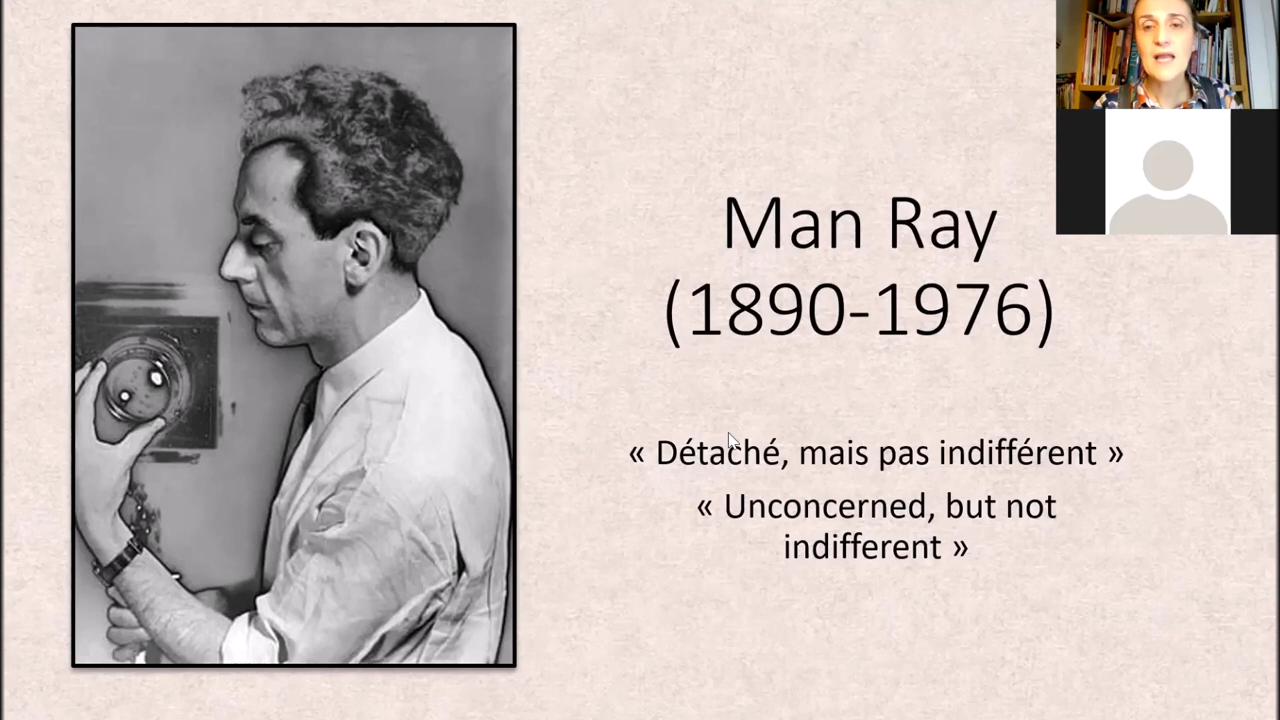 Man Ray
(1890-1976)
« Détaché, mais pas indifférent »
« Unconcerned, but not
indifferent »